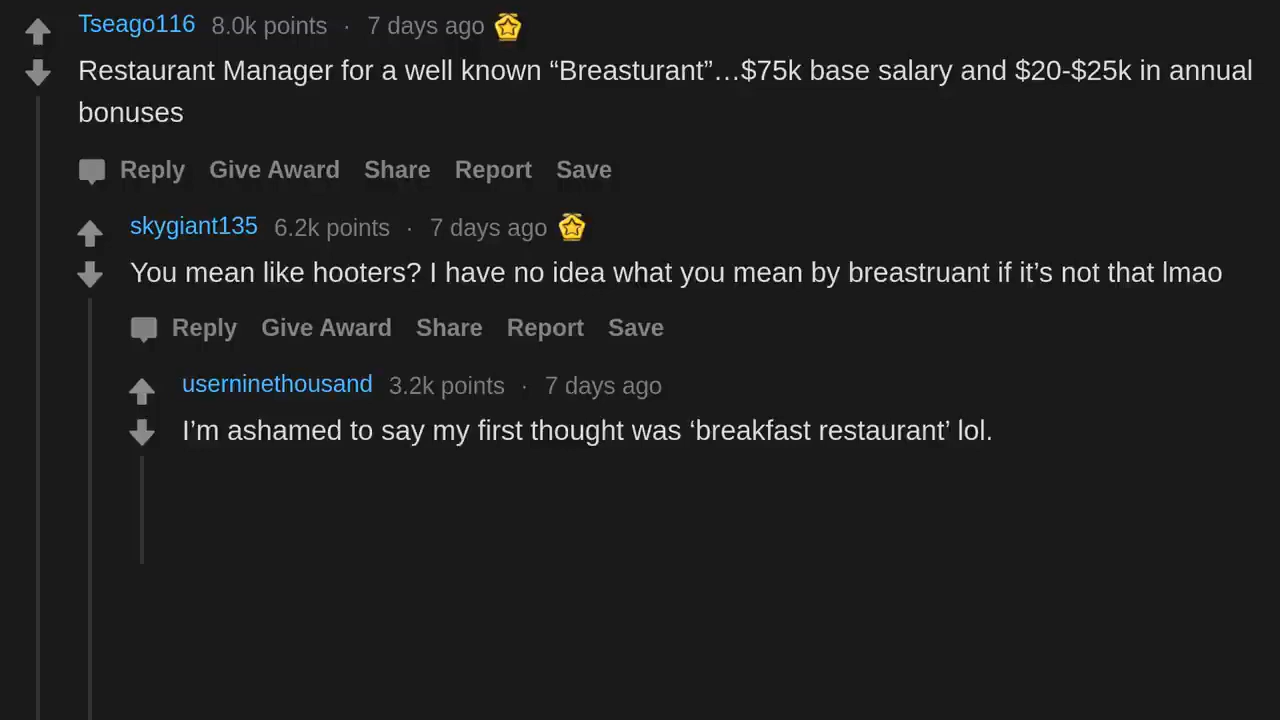 Tseago116 8.0k points · 7 days ago
Restaurant Manager for a well known “Breasturant”…$75k base salary and $20-$25k in annual
bonuses
Reply Give Award Share Report Save
skygiant135 6.2k points · 7 days ago
You mean like hooters? I have no idea what you mean by breastruant if it’s not that lmao
Reply Give Award Share Report Save
userninethousand 3.2k points · 7 days ago
I’m ashamed to say my first thought was ‘breakfast restaurant’ lol.